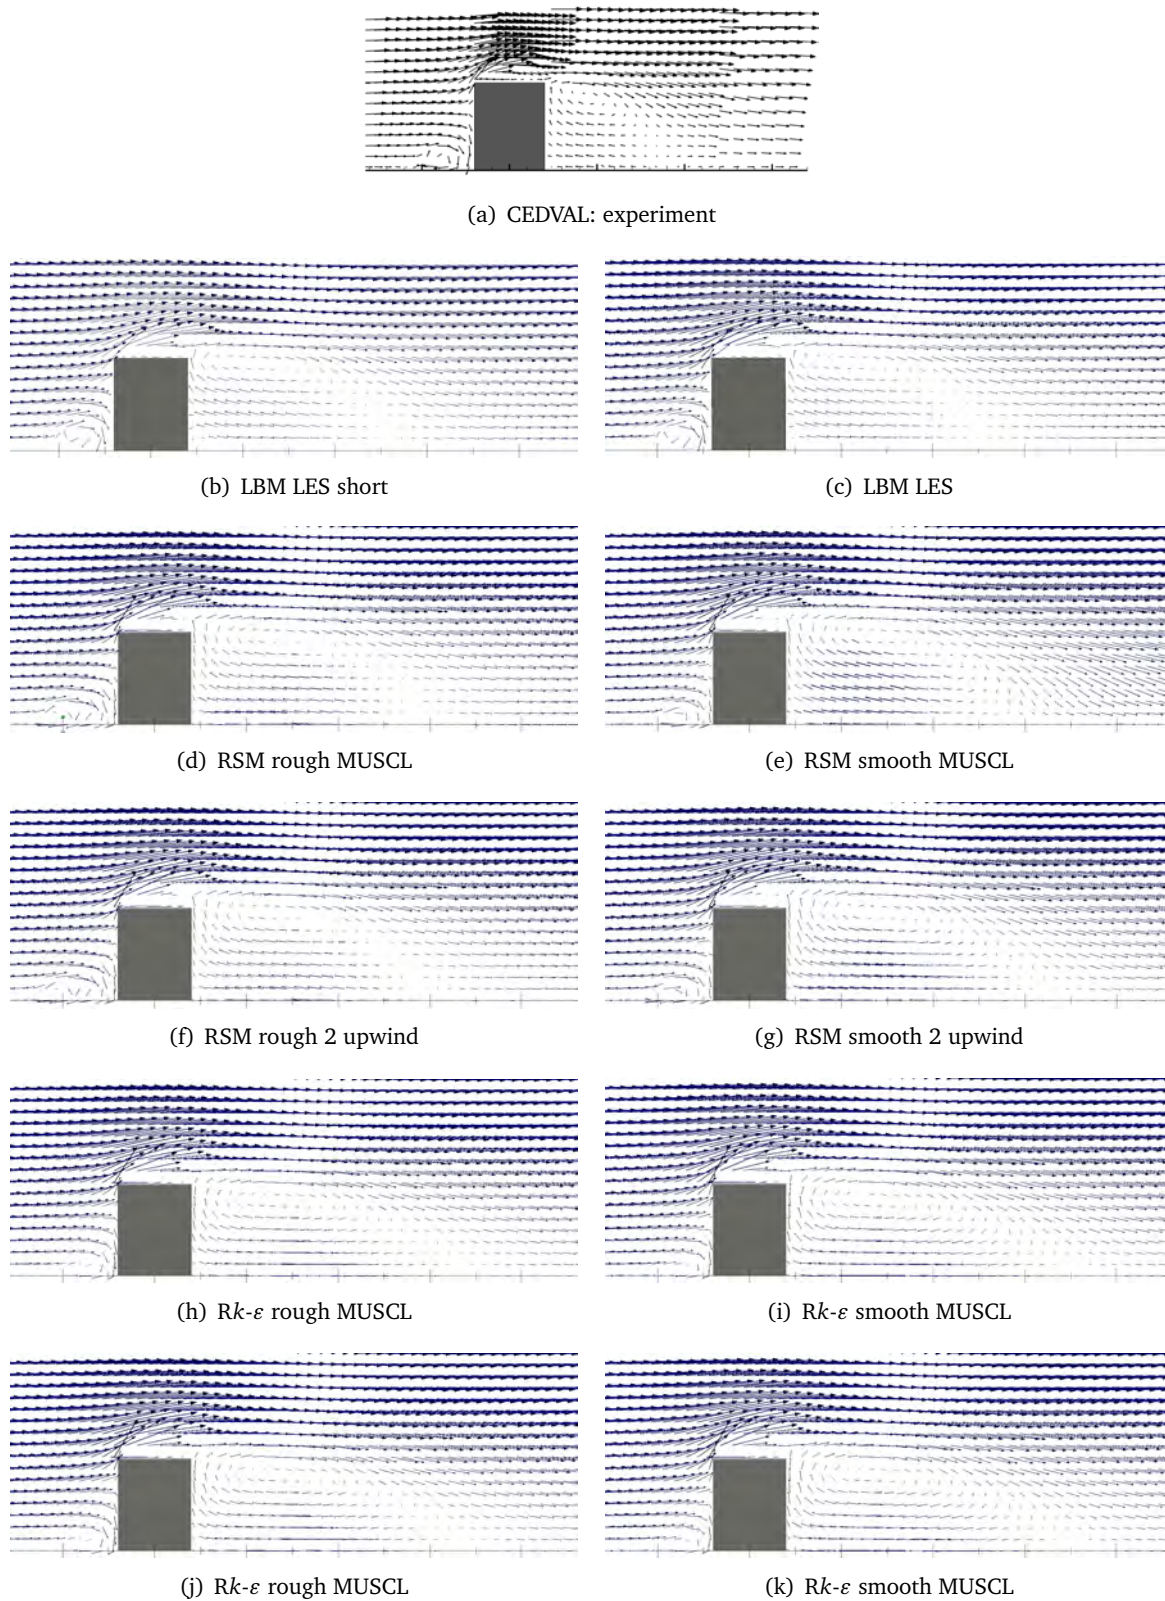 (a) CEDVAL: experiment
(b) LBM LES short
(c) LBM LES
(d) RSM rough MUSCL
(e) RSM smooth MUSCL
(f) RSM rough 2 upwind
(g) RSM smooth 2 upwind
(h) Rk-ε rough MUSCL
(i) Rk-ε smooth MUSCL
(j) Rk-ε rough MUSCL
(k) Rk-ε smooth MUSCL